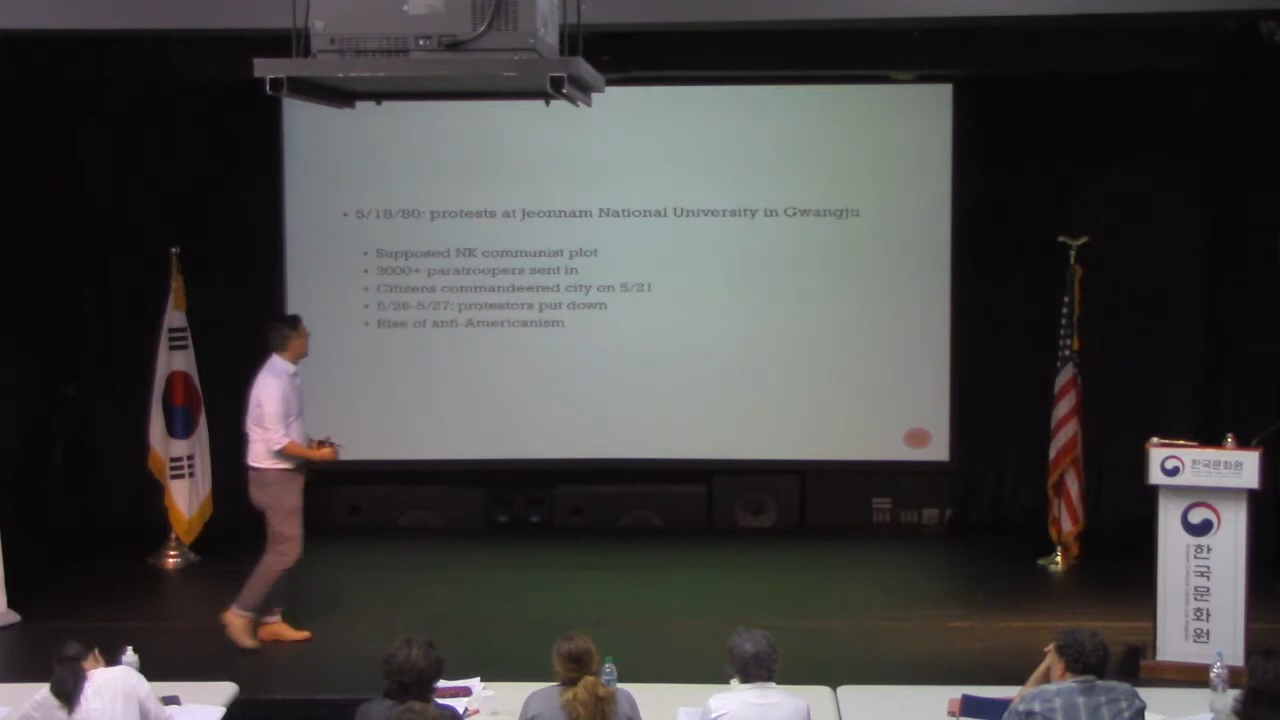 • 5/18/80: protests at Jeonnam National University in Gwangju
• Supposed NK communist plot
• 3000+ paratroopers sent in
• Citizens commandeered city on 5/21
• 5/26-5/27: protestors put down
• Rise of anti-Americanism
한국문화원
한국문화원